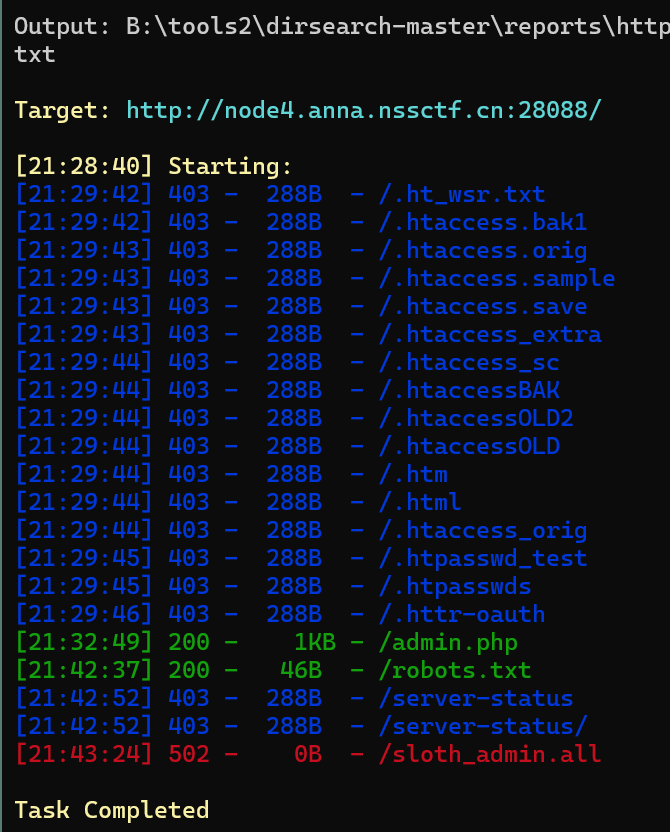 Output: B:\tools2\dirsearch-master\reports\http
txt
Target: http://node4.anna.nssctf.cn:28088/
[21:28:40] Starting:
[21:29:42] 403 -  288B  - /.ht_wsr.txt
[21:29:42] 403 -  288B  - /.htaccess.bak1
[21:29:43] 403 -  288B  - /.htaccess.orig
[21:29:43] 403 -  288B  - /.htaccess.sample
[21:29:43] 403 -  288B  - /.htaccess.save
[21:29:43] 403 -  288B  - /.htaccess_extra
[21:29:44] 403 -  288B  - /.htaccess_sc
[21:29:44] 403 -  288B  - /.htaccessBAK
[21:29:44] 403 -  288B  - /.htaccessOLD2
[21:29:44] 403 -  288B  - /.htaccessOLD
[21:29:44] 403 -  288B  - /.htm
[21:29:44] 403 -  288B  - /.html
[21:29:44] 403 -  288B  - /.htaccess_orig
[21:29:45] 403 -  288B  - /.htpasswd_test
[21:29:45] 403 -  288B  - /.htpasswds
[21:29:46] 403 -  288B  - /.httr-oauth
[21:32:49] 200 -    1KB - /admin.php
[21:42:37] 200 -   46B  - /robots.txt
[21:42:52] 403 -  288B  - /server-status
[21:42:52] 403 -  288B  - /server-status/
[21:43:24] 502 -    0B  - /sloth_admin.all
Task Completed